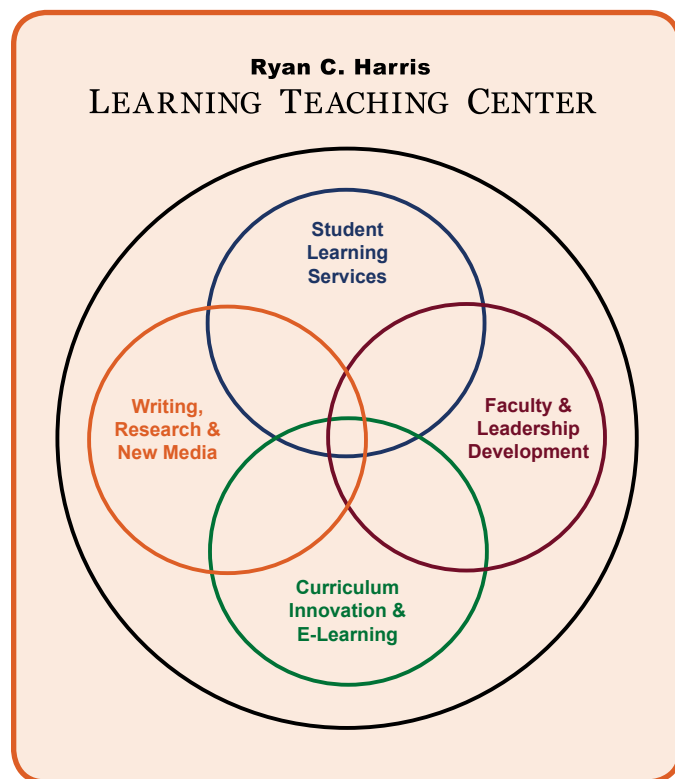 Ryan C. Harris
LEARNING TEACHING CENTER
Student
Learning
Services
Writing,
Research &
New Media
Faculty &
Leadership
Development
Curriculum
Innovation &
E-Learning